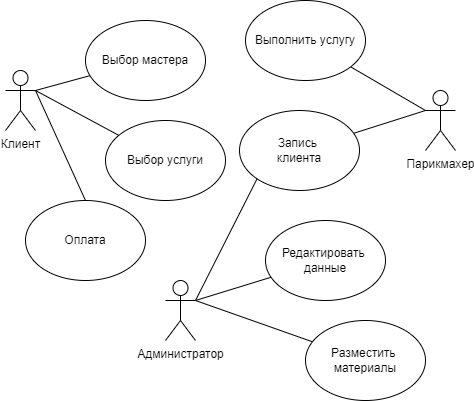 Выполнить услугу
Выбор мастера
Клиент
Запись
клиента
Парикмахер
Выбор услуги
Оплата
Редактировать
данные
Администратор
Разместить
материалы